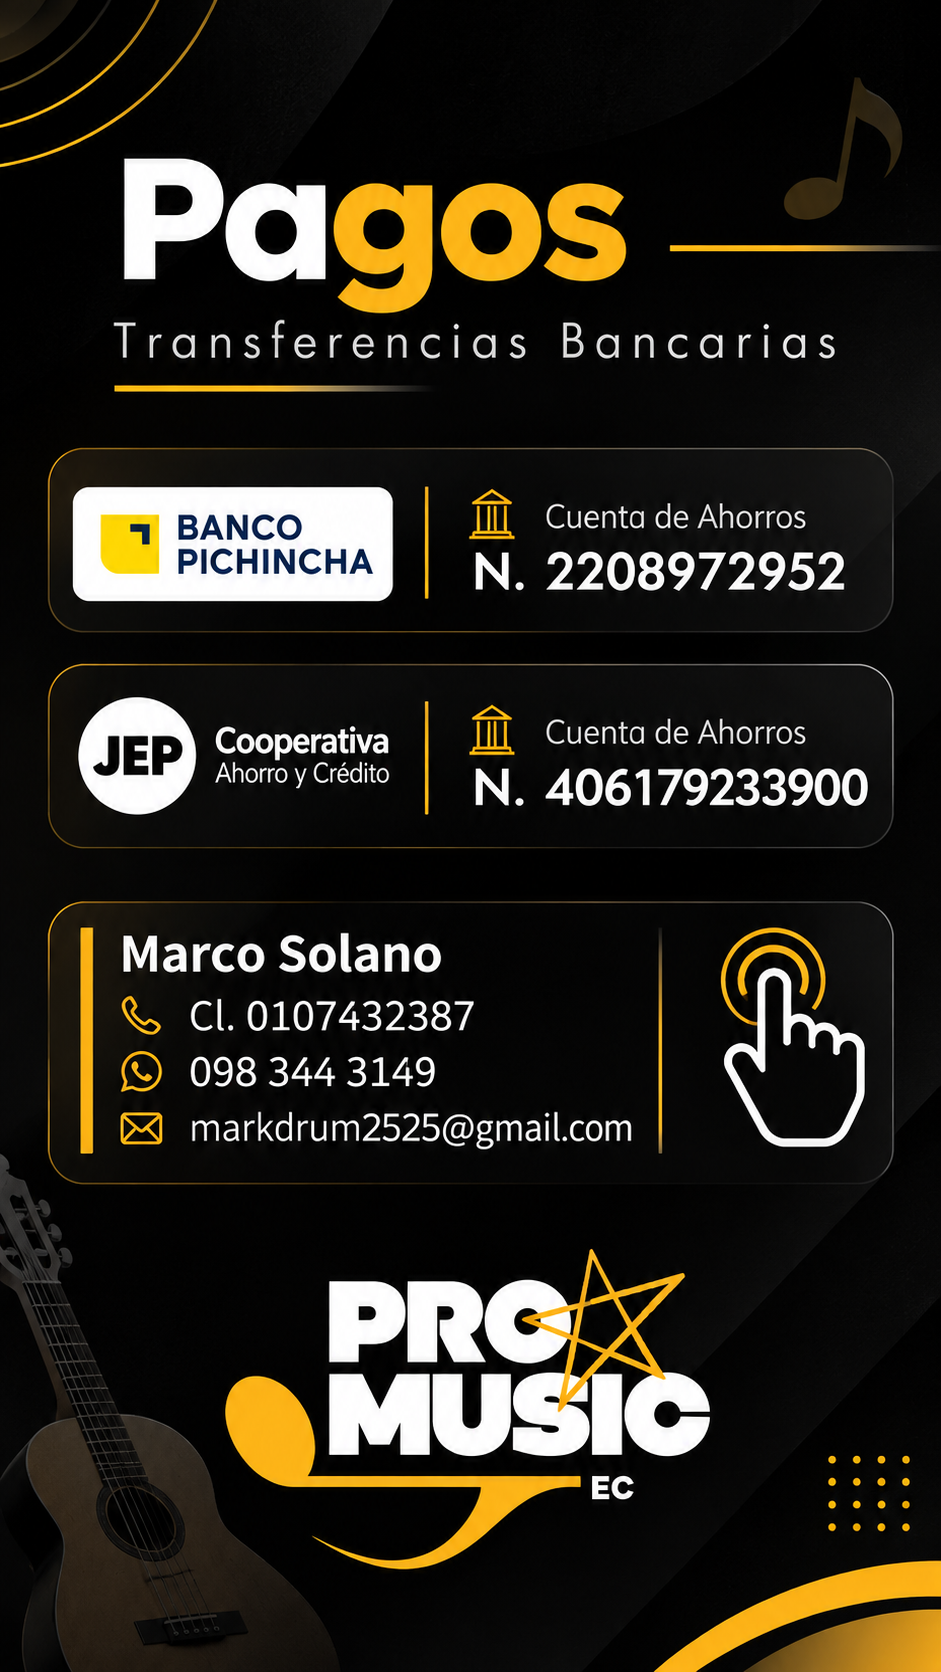 Pagos
Transferencias Bancarias
BANCO
PICHINCHA
Cuenta de Ahorros
N. 2208972952
JEP
Cooperativa
Ahorro y Crédito
Cuenta de Ahorros
N. 406179233900
Marco Solano
Cl. 0107432387
098 344 3149
markdrum2525@gmail.com
PRO
MUSIC
EC